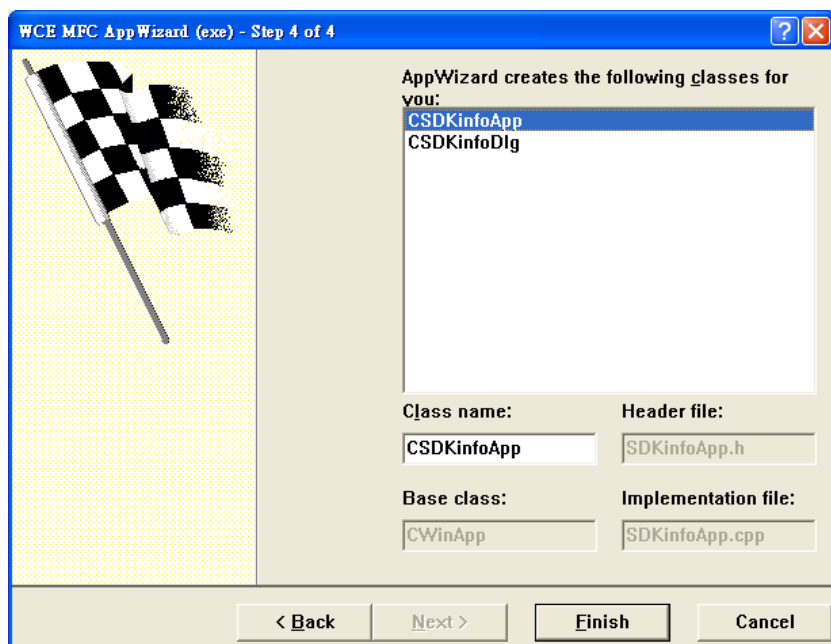 WCE MFC AppWizard (exe) - Step 4 of 4
AppWizard creates the following classes for
you:
CSDKinfoApp
CSDKinfoDlg
Class name: Header file:
CSDKinfoApp SDKinfoApp.h
Base class: Implementation file:
CWinApp SDKinfoApp.cpp
< Back Next > Finish Cancel